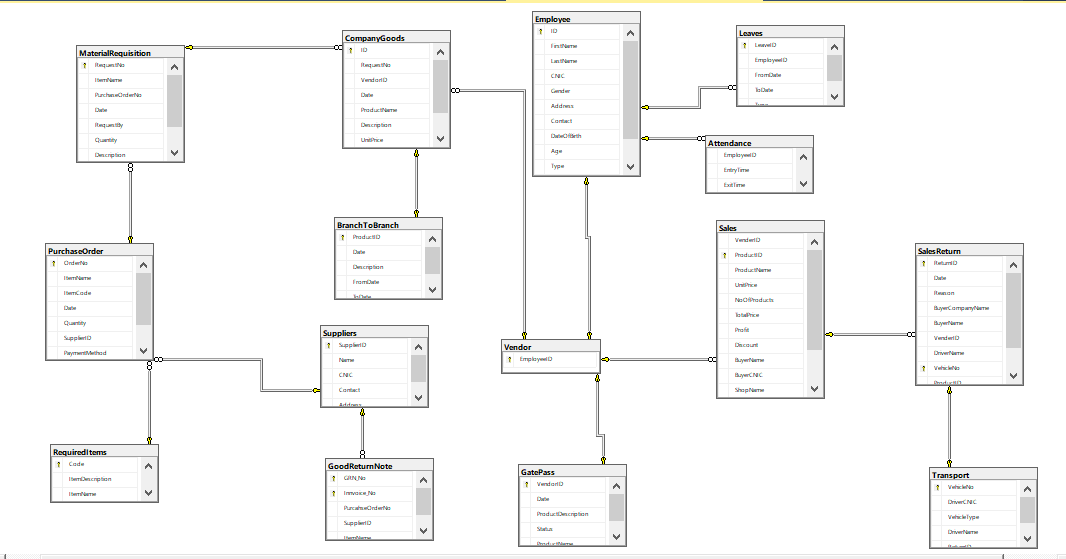 MaterialRequisition
RequestNo
ItemName
PurchaseOrderNo
Date
RequestBy
Quantity
Description
CompanyGoods
ID
RequestNo
VendorID
Date
ProductName
Description
UnitPrice
Employee
ID
FirstName
LastName
CNIC
Gender
Address
Contact
DateOfBirth
Age
Type
Leaves
LeaveID
EmployeeID
FromDate
ToDate
Type
Attendance
EmployeeID
EntryTime
ExitTime
BranchToBranch
ProductID
Date
Description
FromDate
ToDate
PurchaseOrder
OrderNo
ItemName
ItemCode
Date
Quantity
SupplierID
PaymentMethod
Sales
VenderID
ProductID
ProductName
UnitPrice
NoOfProducts
TotalPrice
Profit
Discount
BuyerName
BuyerCNIC
ShopName
SalesReturn
ReturnID
Date
Reason
BuyerCompanyName
BuyerName
VenderID
DriverName
VehicleNo
ProductID
Suppliers
SupplierID
Name
CNIC
Contact
Address
Vendor
EmployeeID
RequiredItems
Code
ItemDescription
ItemName
GoodReturnNote
GRN_No
Innvoice_No
PurcahseOrderNo
SupplierID
ItemName
GatePass
VendorID
Date
ProductDescription
Status
ProductName
Transport
VehicleNo
DriverCNIC
VehicleType
DriverName
ReturnID